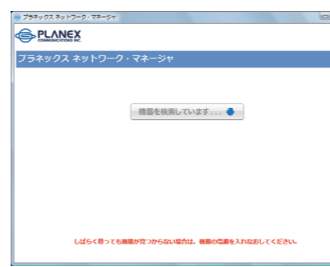 プラネックス ネットワーク・マネージャ
PLANEX
COMMUNICATIONS INC.
プラネックス ネットワーク・マネージャ
機器を検索しています...
しばらく待っても機器が見つからない場合は、機器の電源を入れなおしてください。